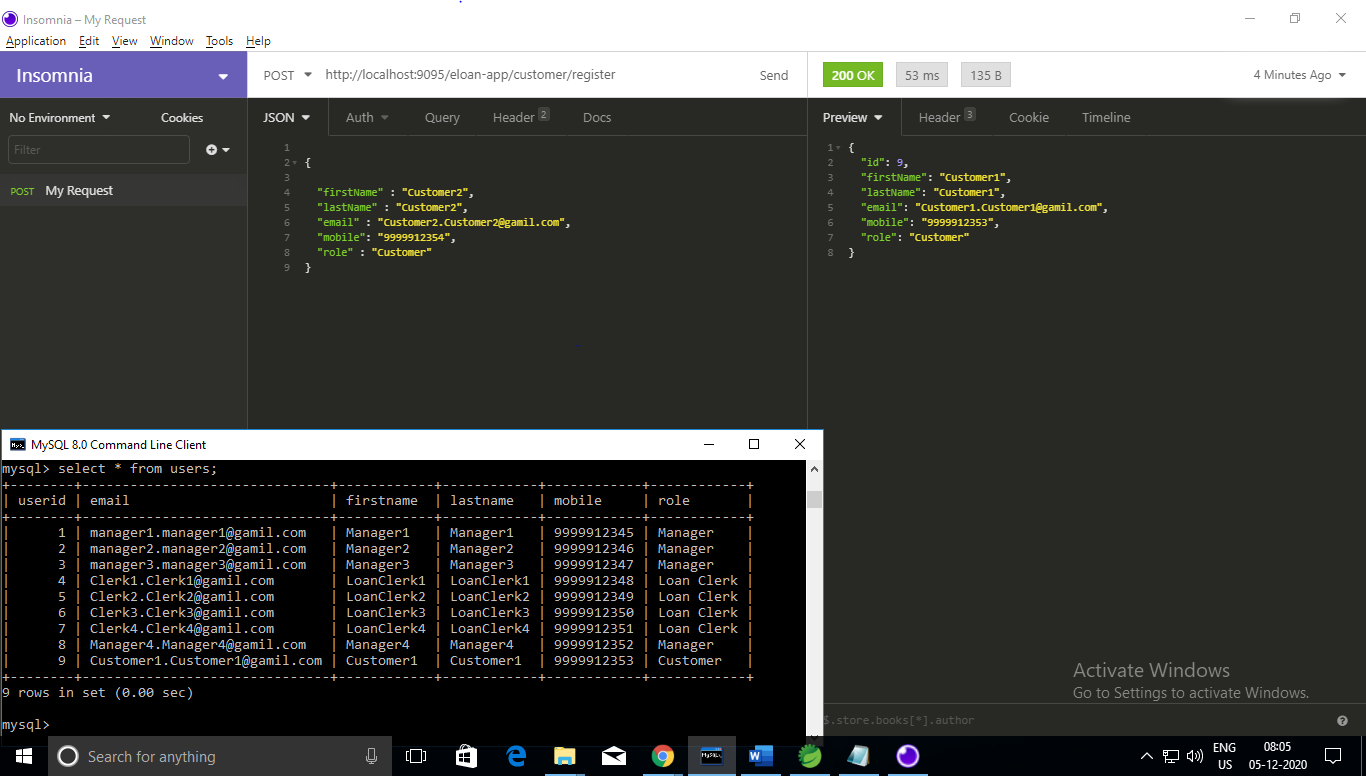 Insomnia – My Request
Application Edit View Window Tools Help
Insomnia
POST http://localhost:9095/eloan-app/customer/register Send
200 OK 53 ms 135 B 4 Minutes Ago
No Environment Cookies
JSON Auth Query Header 2 Docs
Preview Header 3 Cookie Timeline
Filter
POST My Request
1
2 {
4 "firstName" : "Customer2",
5 "lastName" : "Customer2",
6 "email" : "Customer2.Customer2@gamil.com",
7 "mobile": "9999912354",
8 "role" : "Customer"
9 }
1 {
2 "id": 9,
3 "firstName": "Customer1",
4 "lastName": "Customer1",
5 "email": "Customer1.Customer1@gamil.com",
6 "mobile": "9999912353",
7 "role": "Customer"
8 }
MySQL 8.0 Command Line Client
mysql> select * from users;
+--------+------------------------------+------------+------------+------------+------------+
| userid | email | firstname | lastname | mobile | role |
+--------+------------------------------+------------+------------+------------+------------+
| 1 | manager1.manager1@gamil.com | Manager1 | Manager1 | 9999912345 | Manager |
| 2 | manager2.manager2@gamil.com | Manager2 | Manager2 | 9999912346 | Manager |
| 3 | manager3.manager3@gamil.com | Manager3 | Manager3 | 9999912347 | Manager |
| 4 | Clerk1.Clerk1@gamil.com | LoanClerk1 | LoanClerk1 | 9999912348 | Loan Clerk |
| 5 | Clerk2.Clerk2@gamil.com | LoanClerk2 | LoanClerk2 | 9999912349 | Loan Clerk |
| 6 | Clerk3.Clerk3@gamil.com | LoanClerk3 | LoanClerk3 | 9999912350 | Loan Clerk |
| 7 | Clerk4.Clerk4@gamil.com | LoanClerk4 | LoanClerk4 | 9999912351 | Loan Clerk |
| 8 | Manager4.Manager4@gamil.com | Manager4 | Manager4 | 9999912352 | Manager |
| 9 | Customer1.Customer1@gamil.com | Customer1 | Customer1 | 9999912353 | Customer |
+--------+------------------------------+------------+------------+------------+------------+
9 rows in set (0.00 sec)
mysql>
Activate Windows
Go to Settings to activate Windows.
$.store.books[*].author
Search for anything
ENG
US
08:05
05-12-2020